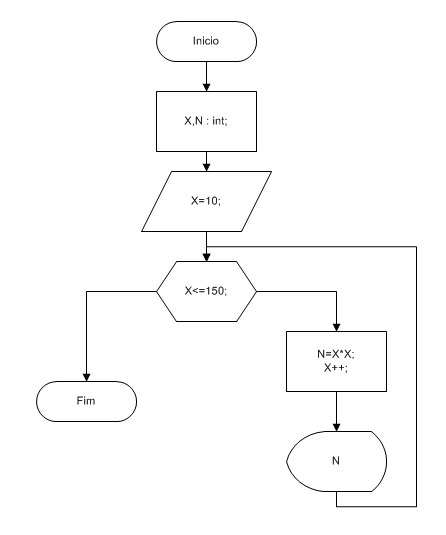 Inicio
X,N : int;
X=10;
X<=150;
N=X*X;
X++;
Fim
N